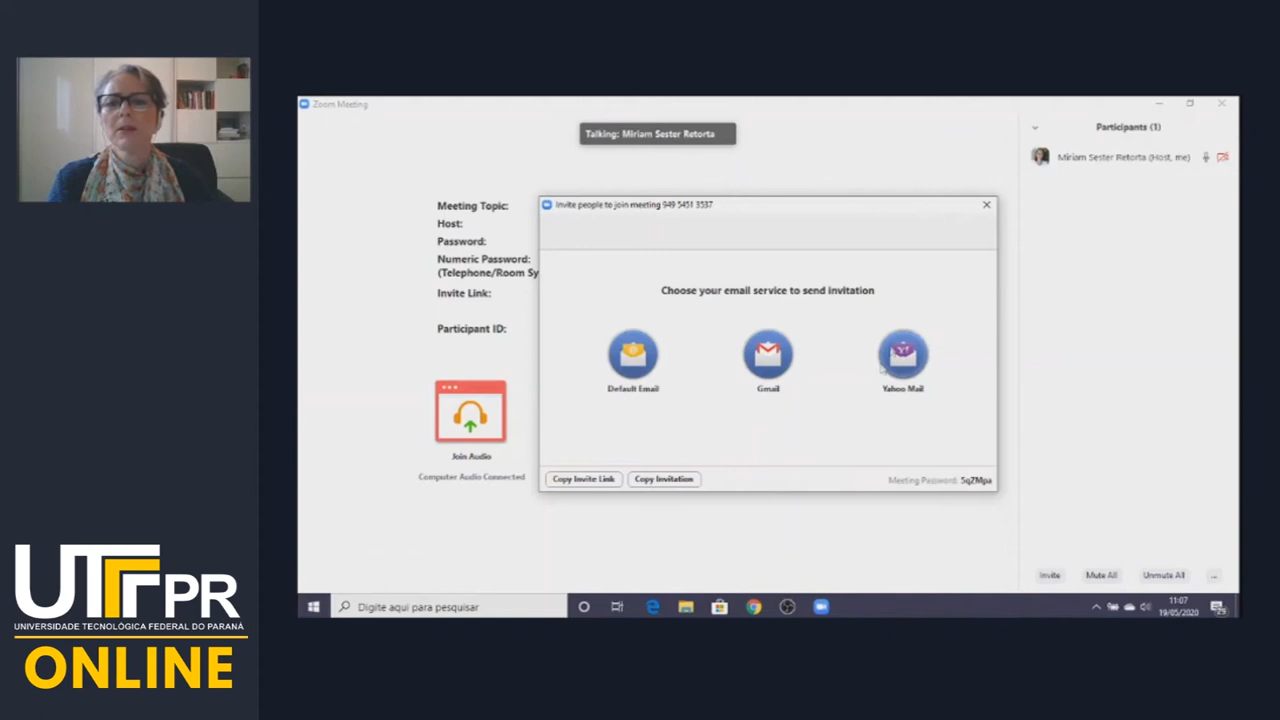 Zoom Meeting
Talking: Miriam Sester Retorta
Participants (1)
Miriam Sester Retorta (Host, me)
Meeting Topic:
Host:
Password:
Numeric Password:
(Telephone/Room Sy
Invite Link:
Participant ID:
Invite people to join meeting 949 5451 3537
Choose your email service to send invitation
Default Email
Gmail
Yahoo Mail
Join Audio
Computer Audio Connected
Copy Invite Link
Copy Invitation
Meeting Password: 5qZMpa
Invite
Mute All
Unmute All
...
Digite aqui para pesquisar
11:07
19/05/2020
UTFPR
UNIVERSIDADE TECNOLÓGICA FEDERAL DO PARANÁ
ONLINE